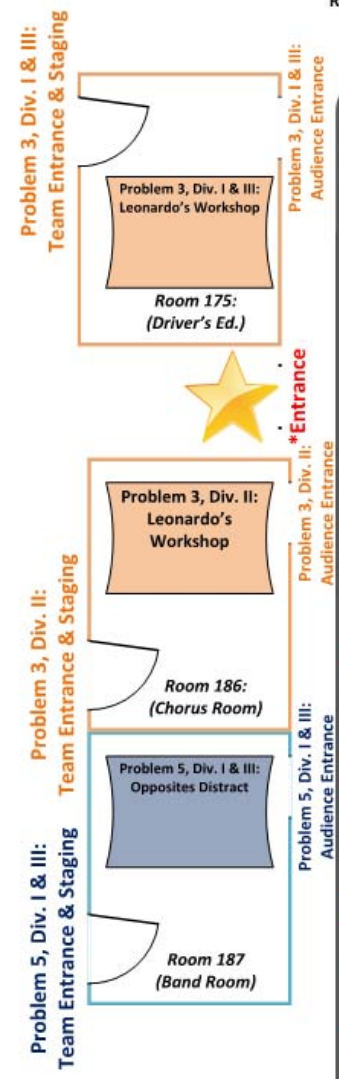 Problem 3, Div. I & III:
Team Entrance & Staging
Problem 3, Div. I & III:
Audience Entrance
Problem 3, Div. I & III:
Leonardo's Workshop
Room 175:
(Driver's Ed.)
*Entrance
Problem 3, Div. II:
Team Entrance & Staging
Problem 3, Div. II:
Audience Entrance
Problem 3, Div. II:
Leonardo's
Workshop
Room 186:
(Chorus Room)
Problem 5, Div. I & III:
Team Entrance & Staging
Problem 5, Div. I & III:
Audience Entrance
Problem 5, Div. I & III:
Opposites Distract
Room 187
(Band Room)